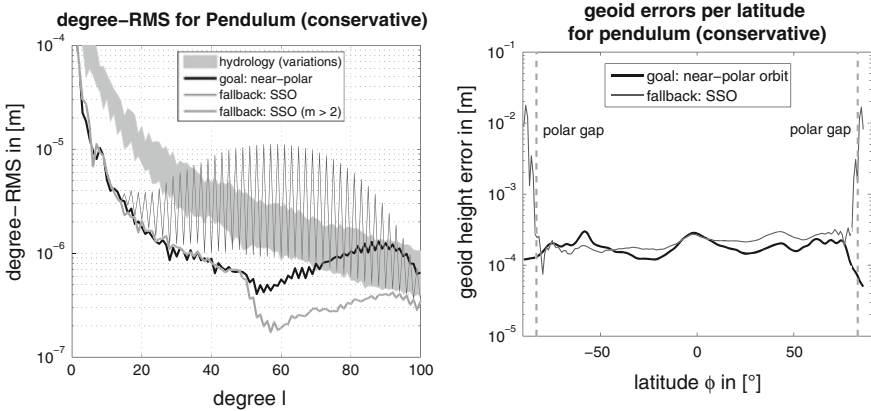 degree-RMS for Pendulum (conservative)
10⁻⁴
10⁻⁵
10⁻⁶
10⁻⁷
degree-RMS in [m]
hydrology (variations)
goal: near-polar
fallback: SSO
fallback: SSO (m > 2)
0
20
40
60
80
100
degree l
geoid errors per latitude
for pendulum (conservative)
10⁻¹
10⁻²
10⁻³
10⁻⁴
10⁻⁵
geoid height error in [m]
goal: near-polar orbit
fallback: SSO
polar gap
polar gap
−50
0
50
latitude ϕ in [°]